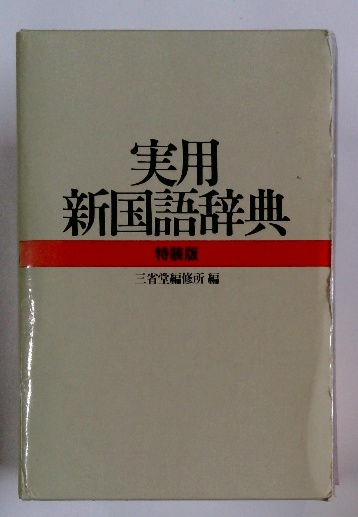 実用
新国語辞典
特装版
三省堂編修所 編